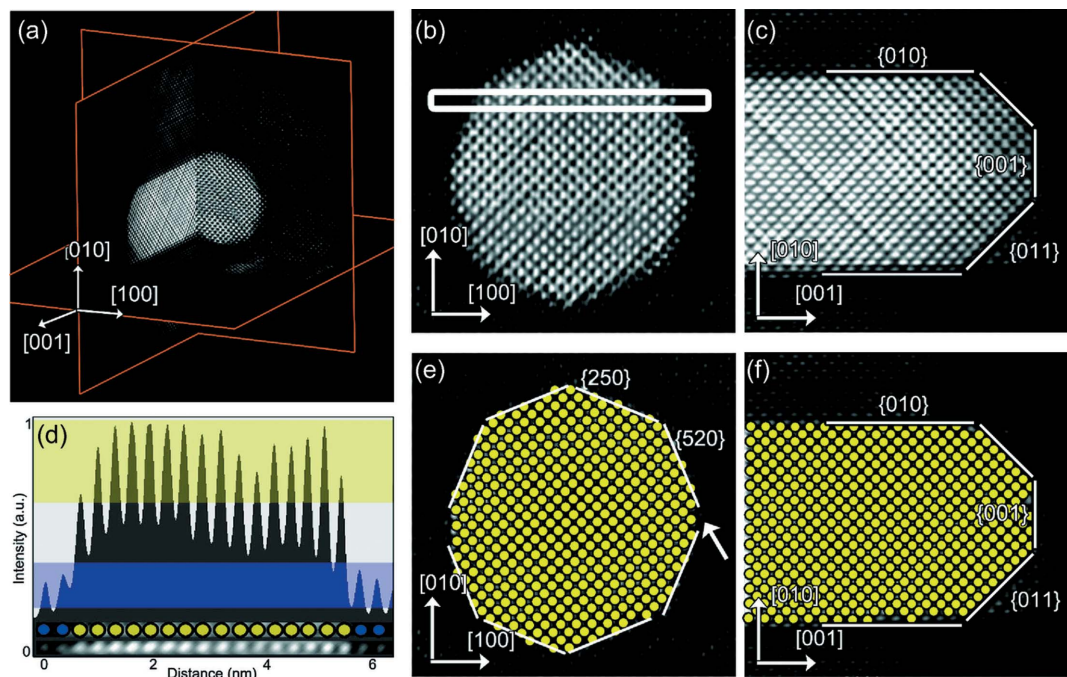 (a)
[010]
[100]
[001]
(b)
[010]
[100]
(c)
{010}
{001}
[010]
{011}
[001]
(d)
1
Intensity (a.u.)
0
0 2 4 6
Distance (nm)
(e)
{250}
{520}
[010]
[100]
(f)
{010}
{001}
[010]
{011}
[001]